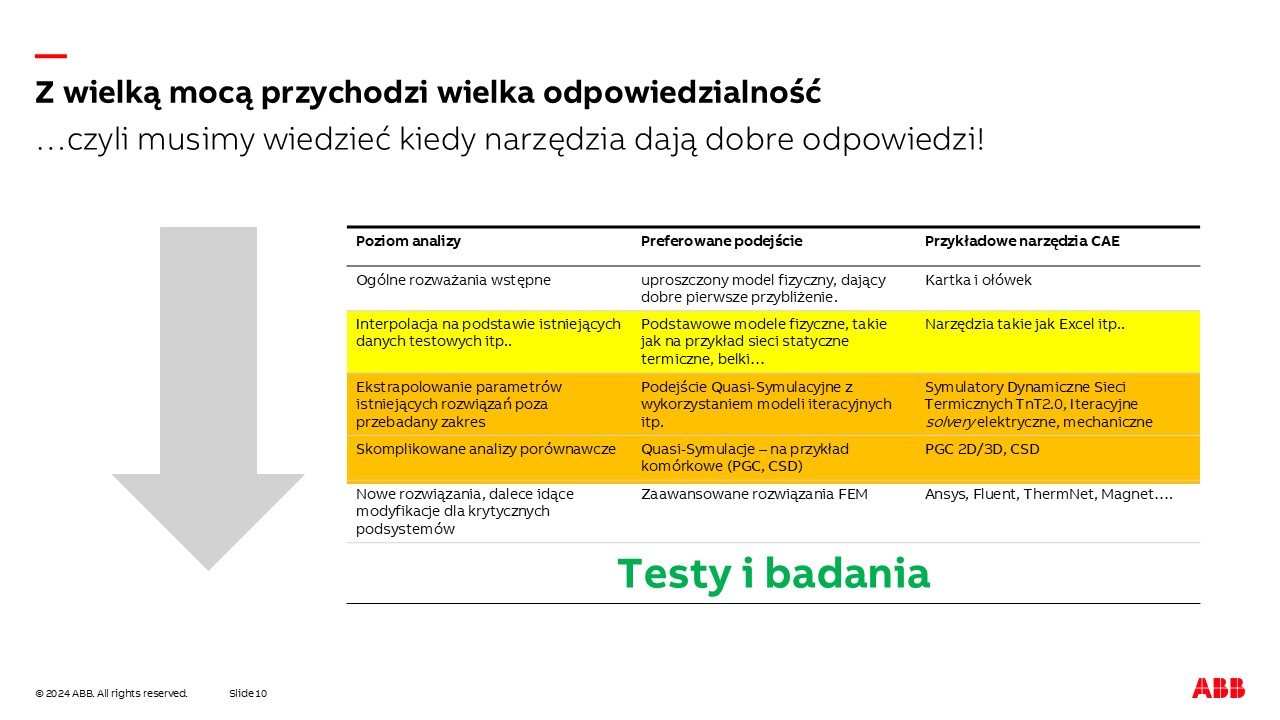 Z wielką mocą przychodzi wielka odpowiedzialność
…czyli musimy wiedzieć kiedy narzędzia dają dobre odpowiedzi!
Poziom analizy
Preferowane podejście
Przykładowe narzędzia CAE
Ogólne rozważania wstępne
uproszczony model fizyczny, dający
dobre pierwsze przybliżenie.
Kartka i ołówek
Interpolacja na podstawie istniejących
danych testowych itp..
Podstawowe modele fizyczne, takie
jak na przykład sieci statyczne
termiczne, belki…
Narzędzia takie jak Excel itp..
Ekstrapolowanie parametrów
istniejących rozwiązań poza
przebadany zakres
Podejście Quasi-Symulacyjne z
wykorzystaniem modeli iteracyjnych
itp.
Symulatory Dynamiczne Sieci
Termicznych TnT2.0, Iteracyjne
solvery elektryczne, mechaniczne
Skomplikowane analizy porównawcze
Quasi-Symulacje – na przykład
komórkowe (PGC, CSD)
PGC 2D/3D, CSD
Nowe rozwiązania, dalece idące
modyfikacje dla krytycznych
podsystemów
Zaawansowane rozwiązania FEM
Ansys, Fluent, ThermNet, Magnet….
Testy i badania
© 2024 ABB. All rights reserved.
Slide 10
ABB